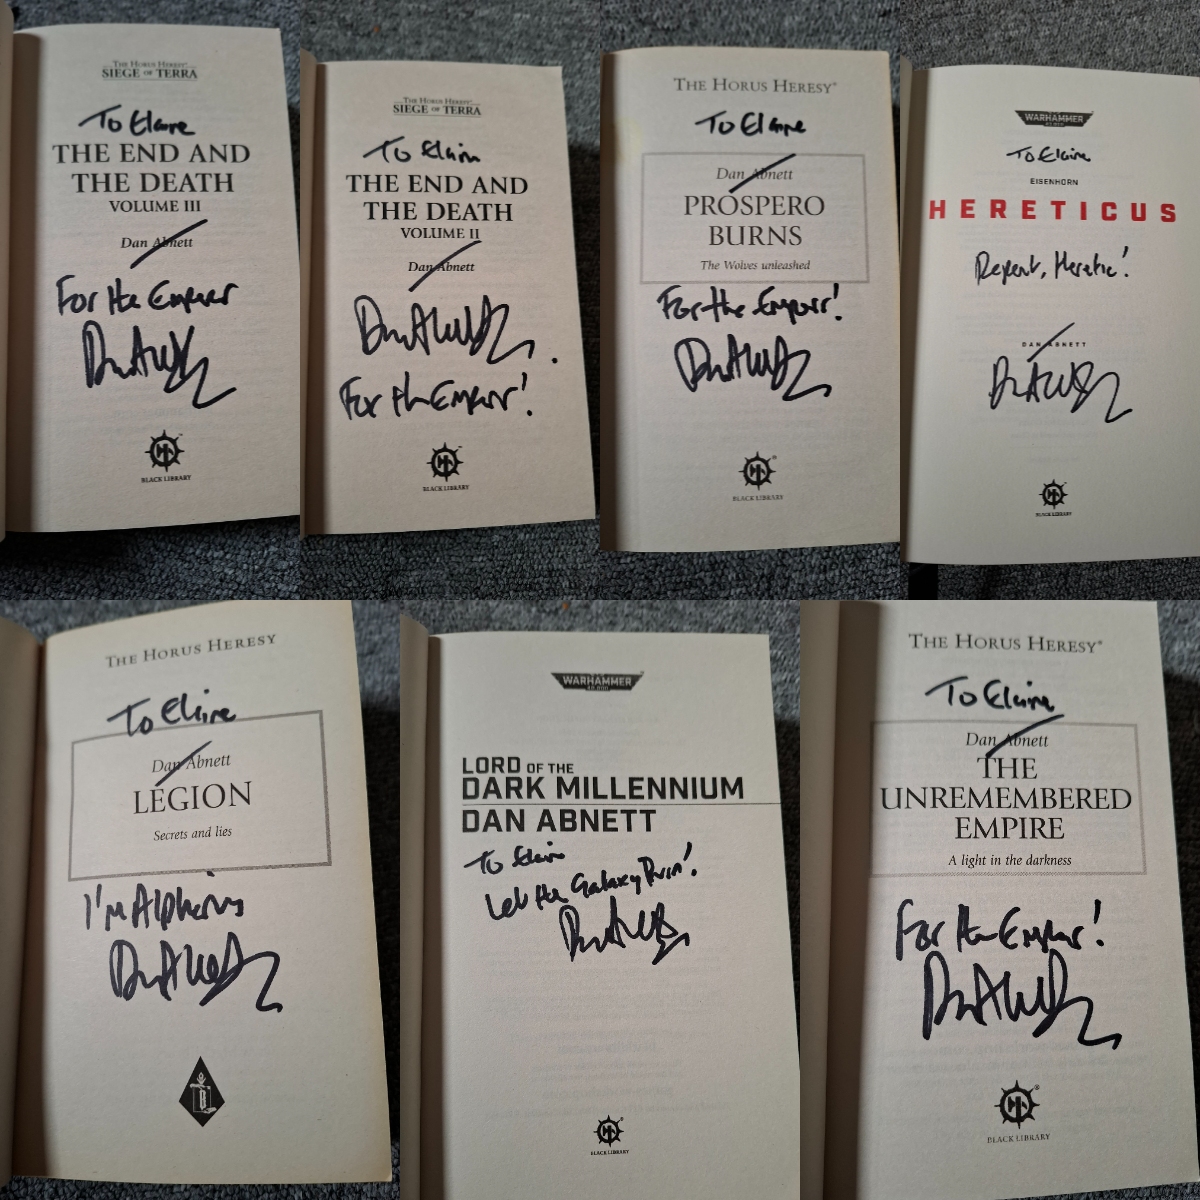 THE HORUS HERESY
SIEGE OF TERRA
To Elaine
THE END AND
THE DEATH
VOLUME III
Dan Abnett
For the Emperor
BLACK LIBRARY
THE HORUS HERESY
SIEGE OF TERRA
To Elaine
THE END AND
THE DEATH
VOLUME II
Dan Abnett
For the Emperor!
BLACK LIBRARY
THE HORUS HERESY®
To Elaine
Dan Abnett
PROSPERO
BURNS
The Wolves unleashed
For the Emperor!
BLACK LIBRARY
WARHAMMER
40,000
To Elaine
EISENHORN
HERETICUS
Repent, Heretic!
DAN ABNETT
BLACK LIBRARY
THE HORUS HERESY
To Elaine
Dan Abnett
LEGION
Secrets and lies
I'm Alpharius
WARHAMMER
40,000
LORD OF THE
DARK MILLENNIUM
DAN ABNETT
To Elaine
Let the Galaxy Burn!
BLACK LIBRARY
THE HORUS HERESY®
To Elaine
Dan Abnett
THE
UNREMEMBERED
EMPIRE
A light in the darkness
For the Emperor!
BLACK LIBRARY